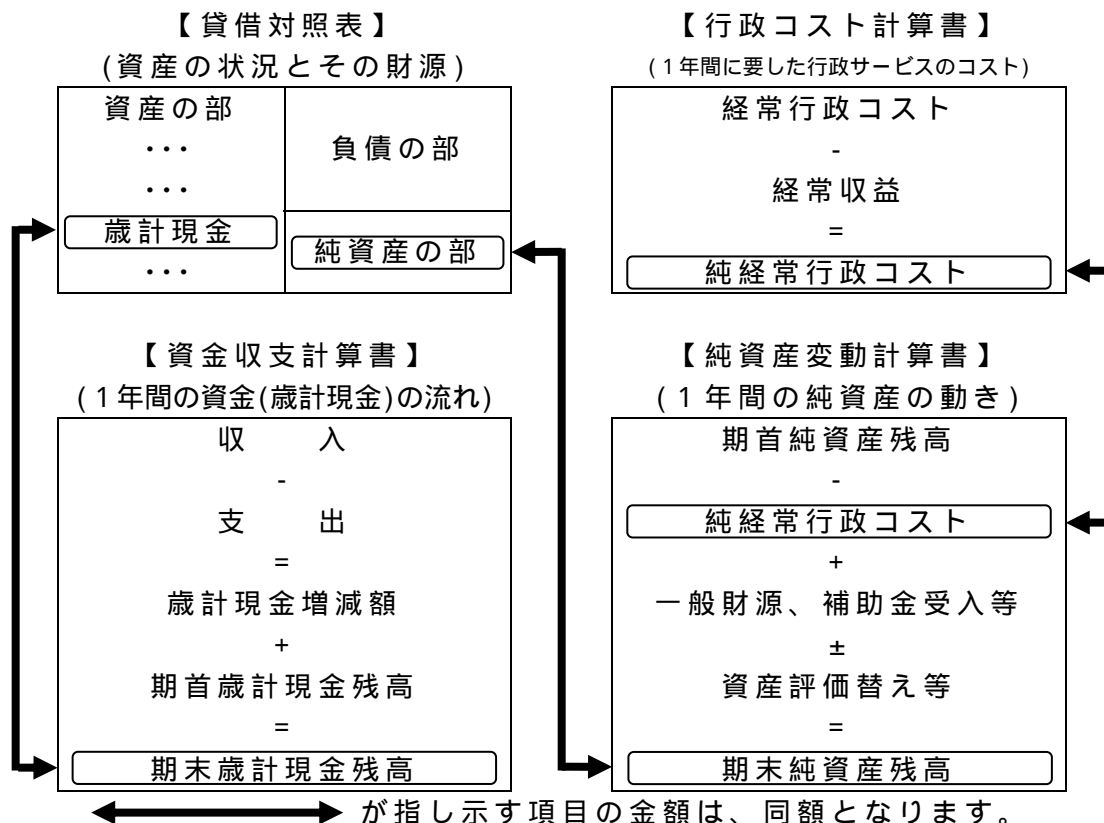 【貸借対照表】
(資産の状況とその財源)
資産の部
･･･
･･･
歳計現金
･･･
負債の部
純資産の部
【行政コスト計算書】
(1年間に要した行政サービスのコスト)
経常行政コスト
-
経常収益
=
純経常行政コスト
【資金収支計算書】
(1年間の資金(歳計現金)の流れ)
収　　入
-
支　　出
=
歳計現金増減額
+
期首歳計現金残高
=
期末歳計現金残高
【純資産変動計算書】
(1年間の純資産の動き)
期首純資産残高
-
純経常行政コスト
+
一般財源、補助金受入等
±
資産評価替え等
=
期末純資産残高
が指し示す項目の金額は、同額となります。